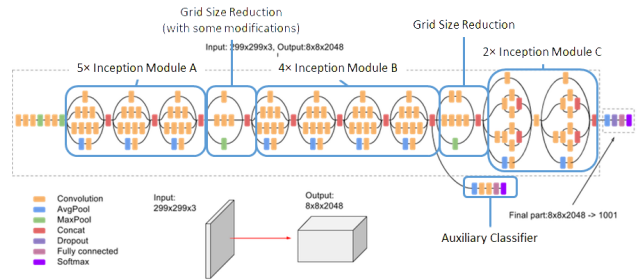 Grid Size Reduction
(with some modifications)
Grid Size Reduction
Input: 299x299x3, Output:8x8x2048
5× Inception Module A
4× Inception Module B
2× Inception Module C
Convolution
AvgPool
MaxPool
Concat
Dropout
Fully connected
Softmax
Input:
299x299x3
Output:
8x8x2048
Final part:8x8x2048 -> 1001
Auxiliary Classifier